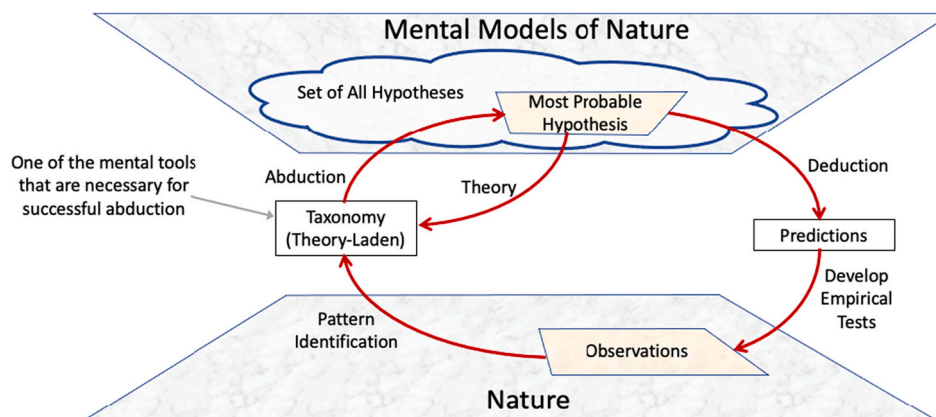 Mental Models of Nature
Set of All Hypotheses
Most Probable
Hypothesis
One of the mental tools
that are necessary for
successful abduction
Abduction
Theory
Deduction
Taxonomy
(Theory-Laden)
Predictions
Pattern
Identification
Develop
Empirical
Tests
Observations
Nature